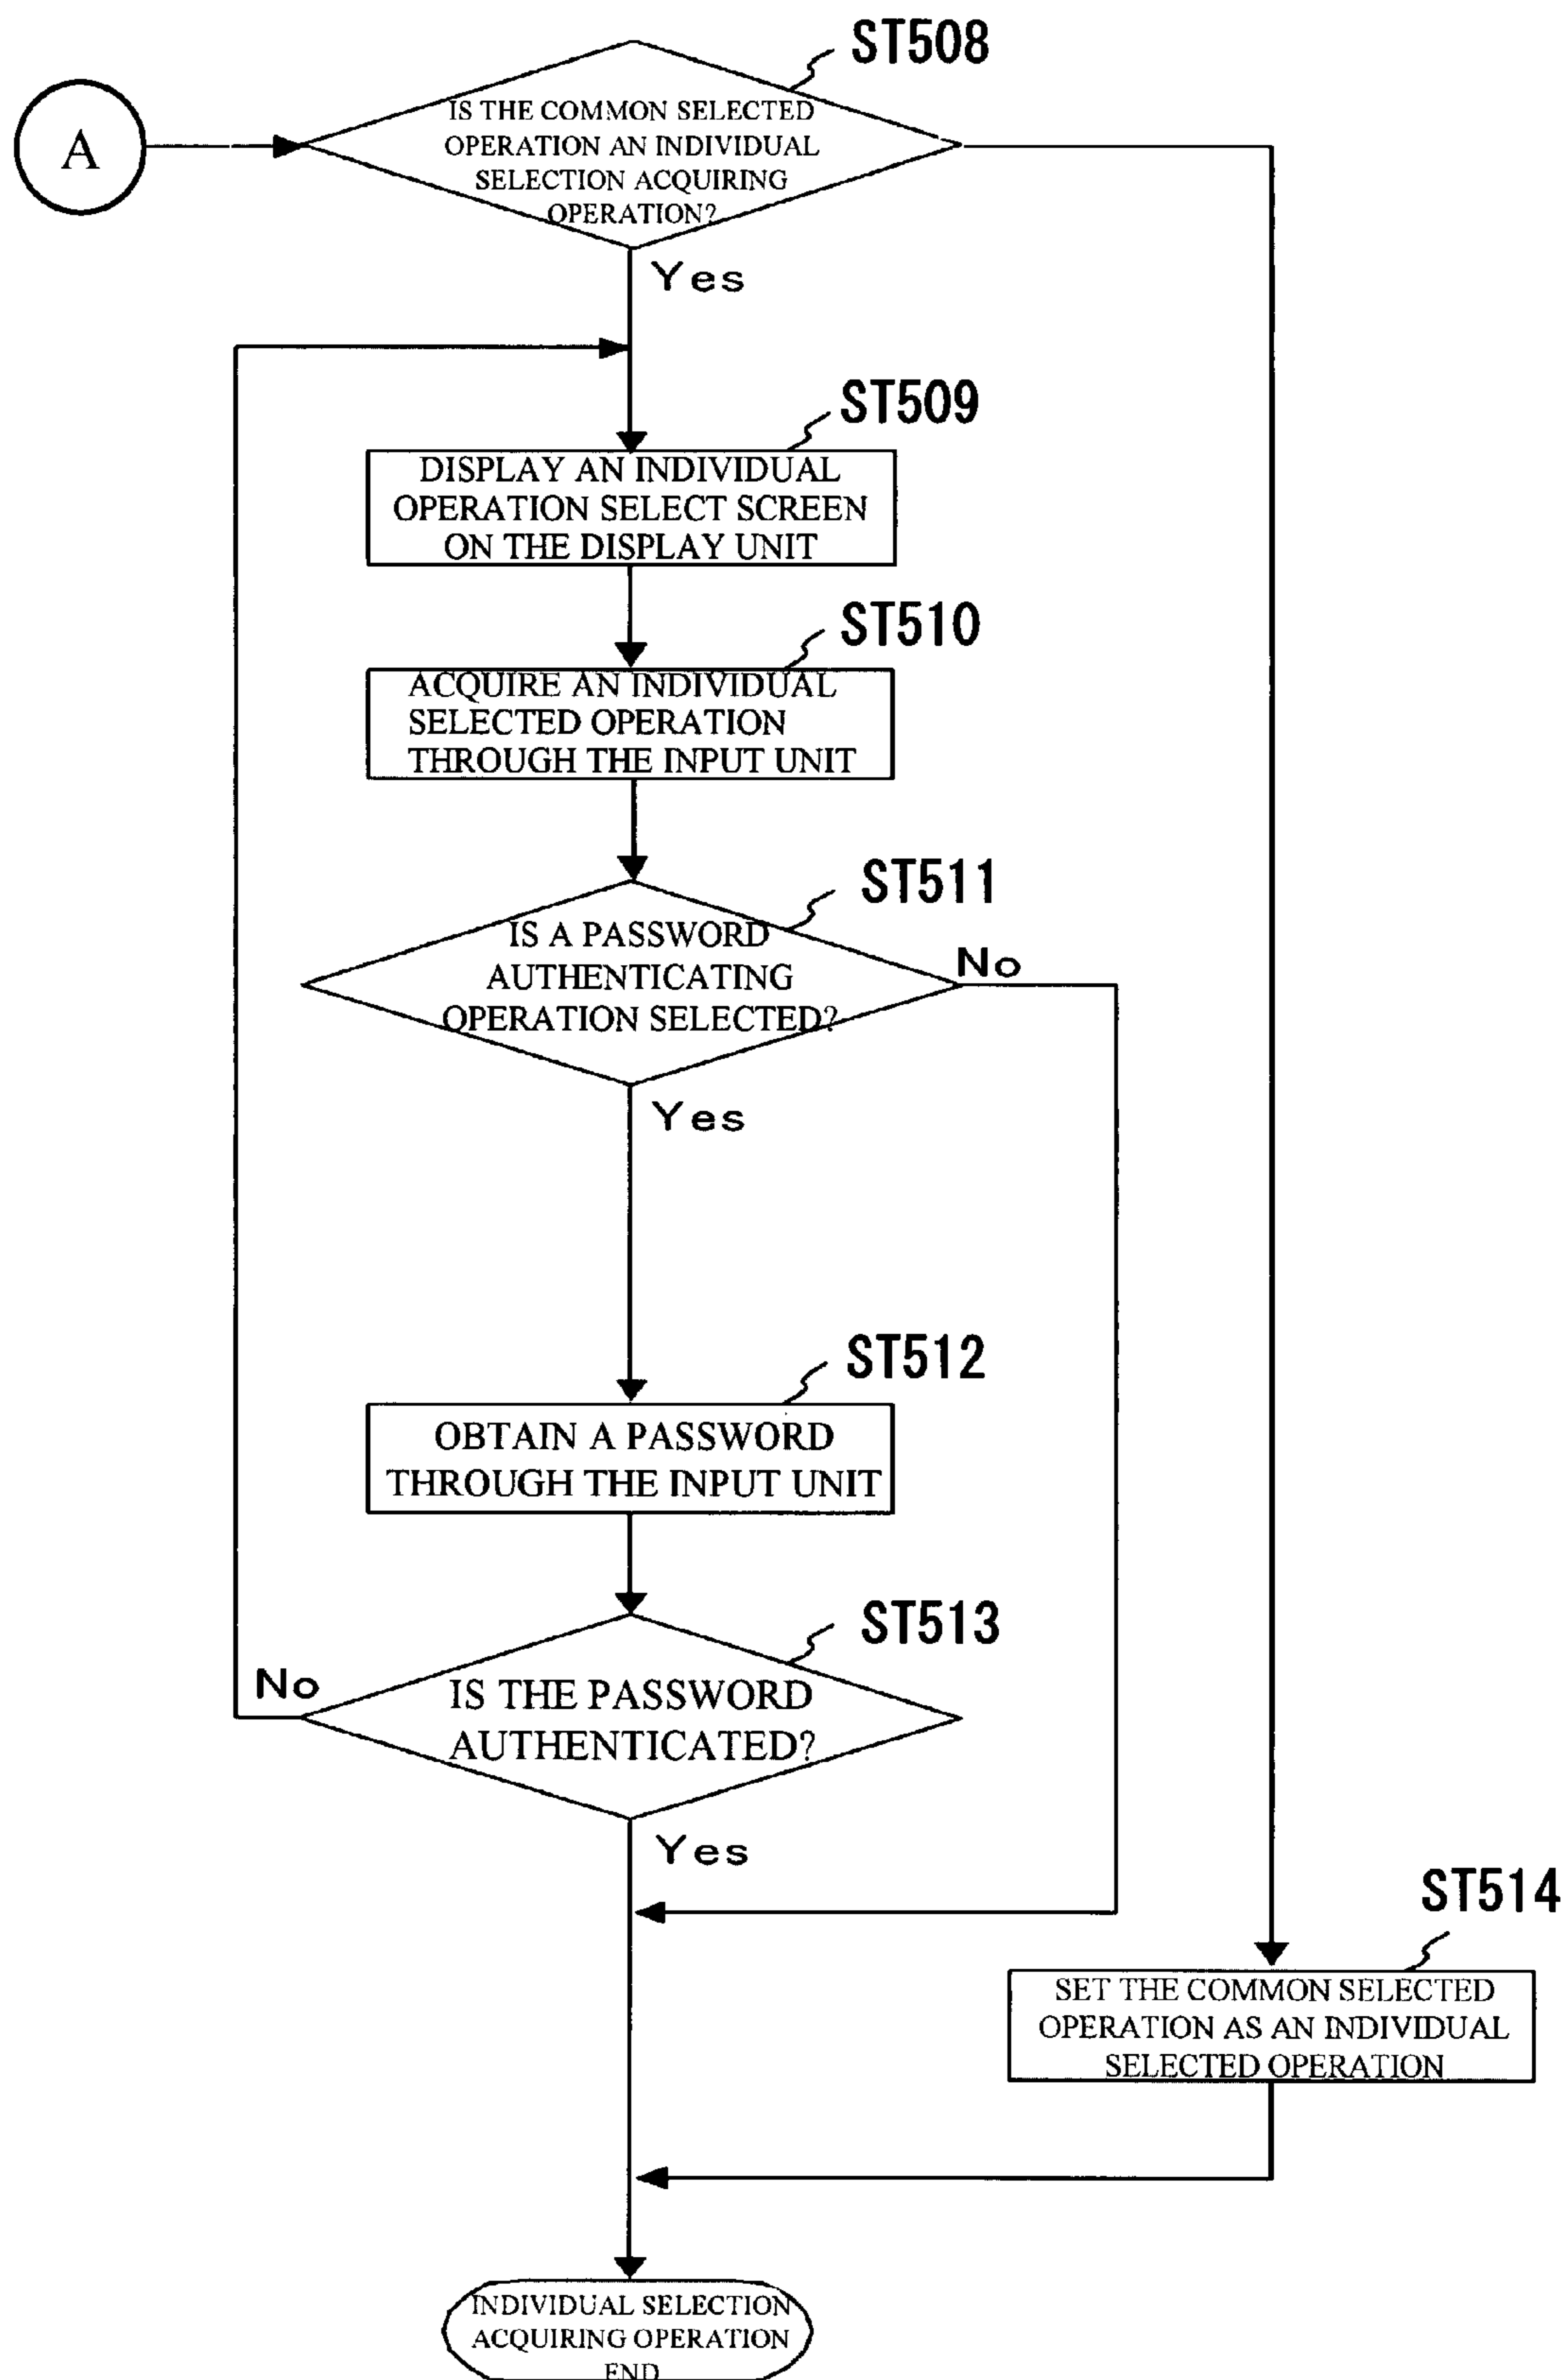 ST508
A
IS THE COMMON SELECTED
OPERATION AN INDIVIDUAL
SELECTION ACQUIRING
OPERATION?
Yes
ST509
DISPLAY AN INDIVIDUAL
OPERATION SELECT SCREEN
ON THE DISPLAY UNIT
ST510
ACQUIRE AN INDIVIDUAL
SELECTED OPERATION
THROUGH THE INPUT UNIT
ST511
IS A PASSWORD
AUTHENTICATING
OPERATION SELECTED?
No
Yes
ST512
OBTAIN A PASSWORD
THROUGH THE INPUT UNIT
ST513
No
IS THE PASSWORD
AUTHENTICATED?
Yes
ST514
SET THE COMMON SELECTED
OPERATION AS AN INDIVIDUAL
SELECTED OPERATION
INDIVIDUAL SELECTION
ACQUIRING OPERATION
END